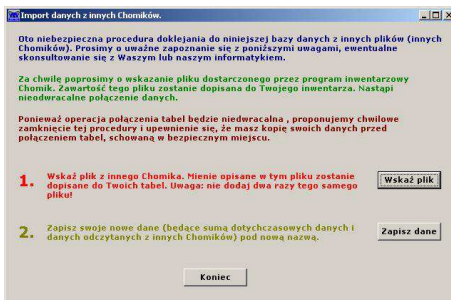 Import danych z innych Chomików.
Oto niebezpieczna procedura doklejania do niniejszej bazy danych z innych plików (innych
Chomików). Prosimy o uważne zapoznanie się z poniższymi uwagami, ewentualne
skonsultowanie się z Waszym lub naszym informatykiem.
Za chwilę poprosimy o wskazanie pliku dostarczonego przez program inwentarzowy
Chomik. Zawartość tego pliku zostanie dopisana do Twojego inwentarza. Nastąpi
nieodwracalne połączenie danych.
Ponieważ operacja połączenia tabel będzie niedwracalna , proponujemy chwilowe
zamknięcie tej procedury i upewnienie się, że masz kopię swoich danych przed
połączeniem tabel, schowaną w bezpiecznym miejscu.
1. Wskaż plik z innego Chomika. Mienie opisane w tym pliku zostanie
dopisane do Twoich tabel. Uwaga: nie dodaj dwa razy tego samego
pliku!
Wskaż plik
2. Zapisz swoje nowe dane (będące sumą dotychczasowych danych i
danych odczytanych z innych Chomików) pod nową nazwą.
Zapisz dane
Koniec